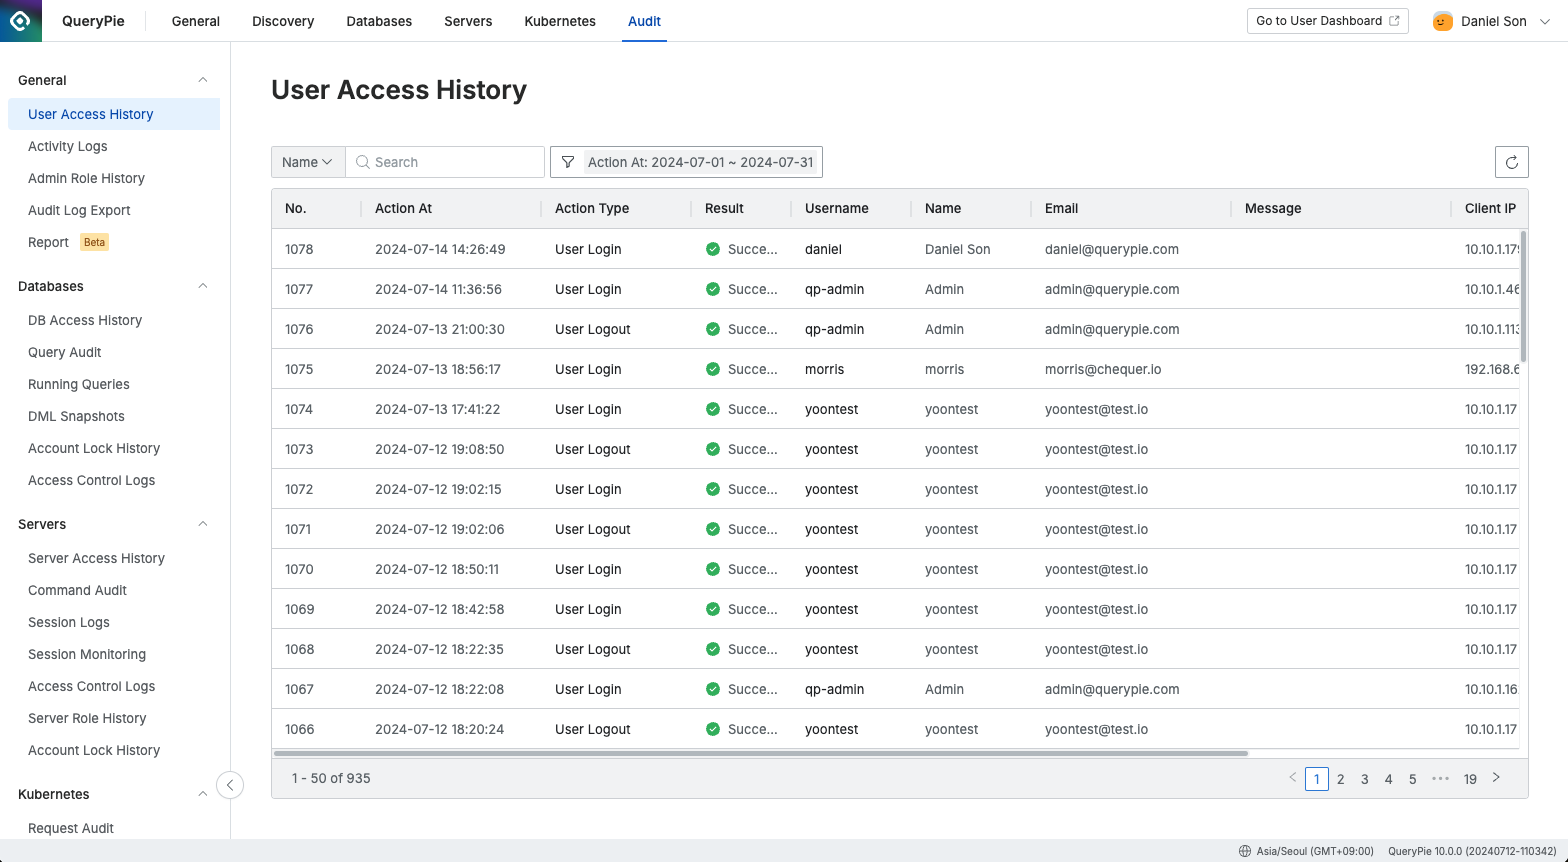 QueryPie General Discovery Databases Servers Kubernetes Audit Go to User Dashboard Daniel Son
General
User Access History
Activity Logs
Admin Role History
Audit Log Export
Report Beta
Databases
DB Access History
Query Audit
Running Queries
DML Snapshots
Account Lock History
Access Control Logs
Servers
Server Access History
Command Audit
Session Logs
Session Monitoring
Access Control Logs
Server Role History
Account Lock History
Kubernetes
Request Audit
User Access History
Name Search Action At: 2024-07-01 ~ 2024-07-31
No. Action At Action Type Result Username Name Email Message Client IP
1078 2024-07-14 14:26:49 User Login Succe... daniel Daniel Son daniel@querypie.com 10.10.1.179
1077 2024-07-14 11:36:56 User Login Succe... qp-admin Admin admin@querypie.com 10.10.1.46
1076 2024-07-13 21:00:30 User Logout Succe... qp-admin Admin admin@querypie.com 10.10.1.113
1075 2024-07-13 18:56:17 User Login Succe... morris morris morris@chequer.io 192.168.6
1074 2024-07-13 17:41:22 User Login Succe... yoontest yoontest yoontest@test.io 10.10.1.17
1073 2024-07-12 19:08:50 User Logout Succe... yoontest yoontest yoontest@test.io 10.10.1.17
1072 2024-07-12 19:02:15 User Login Succe... yoontest yoontest yoontest@test.io 10.10.1.17
1071 2024-07-12 19:02:06 User Logout Succe... yoontest yoontest yoontest@test.io 10.10.1.17
1070 2024-07-12 18:50:11 User Login Succe... yoontest yoontest yoontest@test.io 10.10.1.17
1069 2024-07-12 18:42:58 User Login Succe... yoontest yoontest yoontest@test.io 10.10.1.17
1068 2024-07-12 18:22:35 User Logout Succe... yoontest yoontest yoontest@test.io 10.10.1.17
1067 2024-07-12 18:22:08 User Login Succe... qp-admin Admin admin@querypie.com 10.10.1.16
1066 2024-07-12 18:20:24 User Logout Succe... yoontest yoontest yoontest@test.io 10.10.1.17
1 - 50 of 935 1 2 3 4 5 ••• 19
Asia/Seoul (GMT+09:00) QueryPie 10.0.0 (20240712-110342)